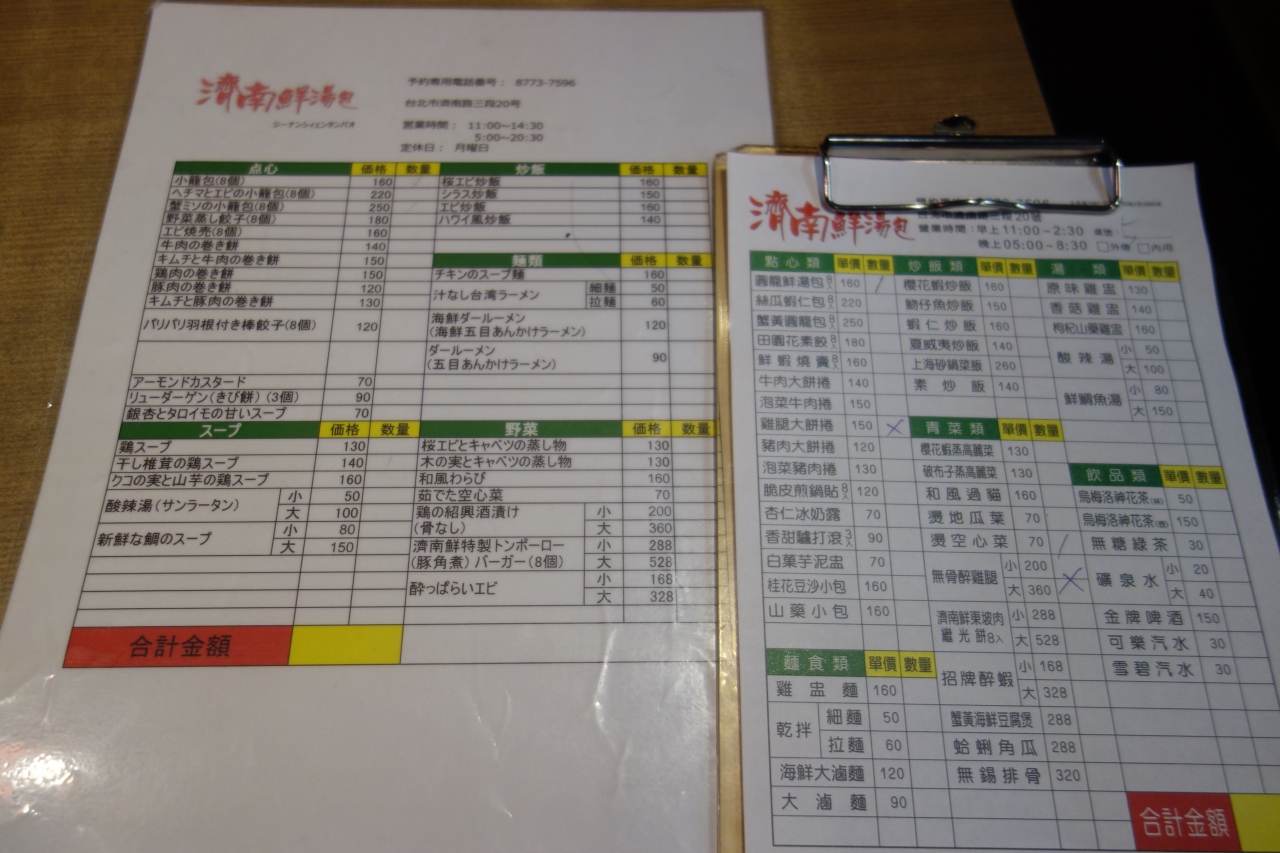 濟南鮮湯包
ジーナンシィェンタンパオ
予約専用電話番号： 8773-7596
台北市済南路三段20号
営業時間： 11:00~14:30
5:00~20:30
定休日： 月曜日
点心 価格 数量
小籠包(8個) 160
ヘチマとエビの小籠包(8個) 220
蟹ミソの小籠包(8個) 250
野菜蒸し餃子(8個) 180
エビ焼売(8個) 160
牛肉の巻き餅 140
キムチと牛肉の巻き餅 150
鶏肉の巻き餅 150
豚肉の巻き餅 120
キムチと豚肉の巻き餅 130
パリパリ羽根付き棒餃子(8個) 120
アーモンドカスタード 70
リューダーゲン(きび餅) (3個) 90
銀杏とタロイモの甘いスープ 70
スープ 価格 数量
鶏スープ 130
干し椎茸の鶏スープ 140
クコの実と山芋の鶏スープ 160
酸辣湯(サンラータン) 小 50
大 100
新鮮な鯛のスープ 小 80
大 150
合計金額
炒飯 価格 数量
桜エビ炒飯 160
シラス炒飯 150
エビ炒飯 160
ハワイ風炒飯 140
麺類 価格 数量
チキンのスープ麺 160
汁なし台湾ラーメン 細麺 50
拉麺 60
海鮮ダールーメン
(海鮮五目あんかけラーメン) 120
ダールーメン
(五目あんかけラーメン) 90
野菜 価格 数量
桜エビとキャベツの蒸し物 130
木の実とキャベツの蒸し物 130
和風わらび 160
茹でた空心菜 70
鶏の紹興酒漬け
(骨なし) 小 200
大 360
済南鮮特製トンポーロー
(豚角煮) バーガー(8個) 小 288
大 528
酔っぱらいエビ 小 168
大 328
濟南鮮湯包
台北市濟南路三段20號
營業時間：早上11:00~2:30 桌號:
晚上05:00~8:30 □外帶 □內用
點心類 單價 數量
圓籠鮮湯包8入 160
絲瓜蝦仁包8入 220
蟹黃圓籠包8入 250
田園花素餃8入 180
鮮蝦燒賣8入 160
牛肉大餅捲 140
泡菜牛肉捲 150
雞腿大餅捲 150
豬肉大餅捲 120
泡菜豬肉捲 130
脆皮煎鍋貼8入 120
杏仁冰奶露 70
香甜驢打滾3入 90
白菓芋泥盅 70
桂花豆沙小包 160
山藥小包 160
麵食類 單價 數量
雞盅麵 160
乾拌 細麵 50
拉麵 60
海鮮大滷麵 120
大滷麵 90
炒飯類 單價 數量
櫻花蝦炒飯 160
魩仔魚炒飯 150
蝦仁炒飯 160
夏威夷炒飯 140
上海砂鍋菜飯 260
素炒飯 140
青菜類 單價 數量
櫻花蝦蒸高麗菜 130
破布子蒸高麗菜 130
和風過貓 160
燙地瓜葉 70
燙空心菜 70
無骨醉雞腿 小 200
大 360
濟南鮮東坡肉
繼光餅8入 小 288
大 528
招牌醉蝦 小 168
大 328
蟹黃海鮮豆腐煲 288
蛤蜊角瓜 288
無錫排骨 320
湯類 單價 數量
原味雞盅 130
香菇雞盅 140
枸杞山藥雞盅 160
酸辣湯 小 50
大 100
鮮鯛魚湯 小 80
大 150
飲品類 單價 數量
烏梅洛神花茶 50
烏梅洛神花茶(壺) 150
無糖綠茶 30
礦泉水 小 20
大 40
金牌啤酒 150
可樂汽水 30
雪碧汽水 30
合計金額